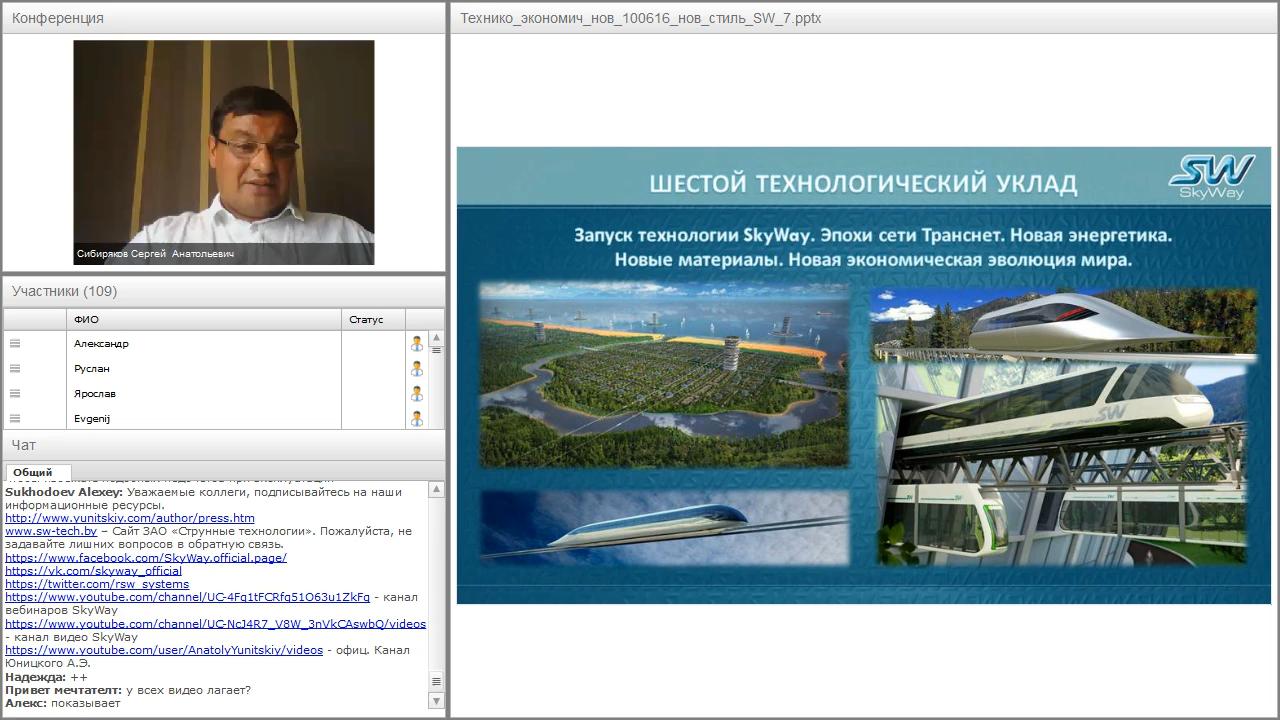 Конференция
Сибиряков Сергей Анатольевич
Участники (109)
ФИО Статус
Александр
Руслан
Ярослав
Evgenij
Чат
Общий
Sukhodoev Alexey: Уважаемые коллеги, подписывайтесь на наши
информационные ресурсы.
http://www.yunitskiy.com/author/press.htm
www.sw-tech.by – Сайт ЗАО «Струнные технологии». Пожалуйста, не
задавайте лишних вопросов в обратную связь.
https://www.facebook.com/SkyWay.official.page/
https://vk.com/skyway_official
https://twitter.com/rsw_systems
https://www.youtube.com/channel/UC-4Fg1tFCRfg51O63u1ZkFg - канал
вебинаров SkyWay
https://www.youtube.com/channel/UC-NcJ4R7_V8W_3nVkCAswbQ/videos
- канал видео SkyWay
https://www.youtube.com/user/AnatolyYunitskiy/videos - офиц. Канал
Юницкого А.Э.
Надежда: ++
Привет мечтателт: у всех видео лагает?
Алекс: показывает
Технико_экономич_нов_100616_нов_стиль_SW_7.pptx
ШЕСТОЙ ТЕХНОЛОГИЧЕСКИЙ УКЛАД
SW
SkyWay
Запуск технологии SkyWay. Эпохи сети Транснет. Новая энергетика.
Новые материалы. Новая экономическая эволюция мира.
SW